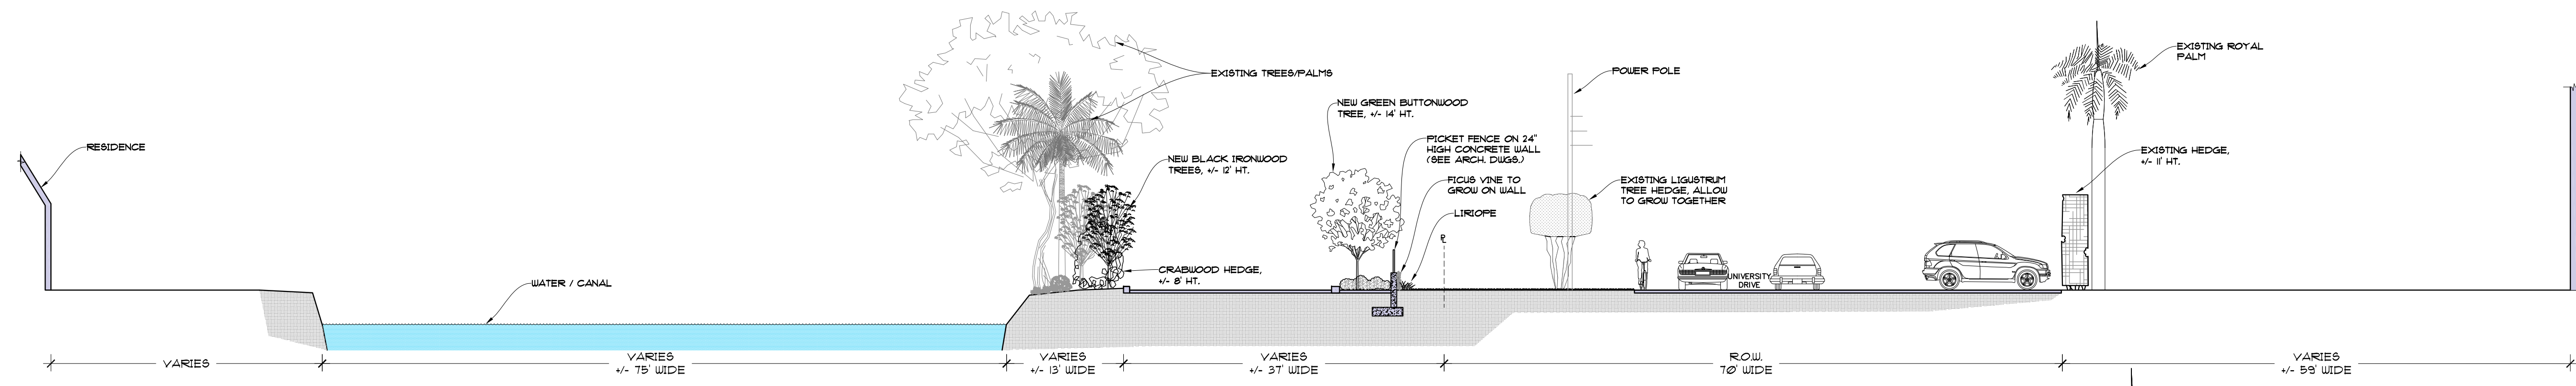 RESIDENCE
WATER / CANAL
EXISTING TREES/PALMS
NEW BLACK IRONWOOD
TREES, +/- 12' HT.
CRABWOOD HEDGE,
+/- 8' HT.
NEW GREEN BUTTONWOOD
TREE, +/- 14' HT.
PICKET FENCE ON 24"
HIGH CONCRETE WALL
(SEE ARCH. DWGS.)
FICUS VINE TO
GROW ON WALL
LIRIOPE
PL
POWER POLE
EXISTING LIGUSTRUM
TREE HEDGE, ALLOW
TO GROW TOGETHER
UNIVERSITY
DRIVE
EXISTING ROYAL
PALM
EXISTING HEDGE,
+/- 11' HT.
VARIES
VARIES
+/- 75' WIDE
VARIES
+/- 13' WIDE
VARIES
+/- 37' WIDE
R.O.W.
70' WIDE
VARIES
+/- 59' WIDE